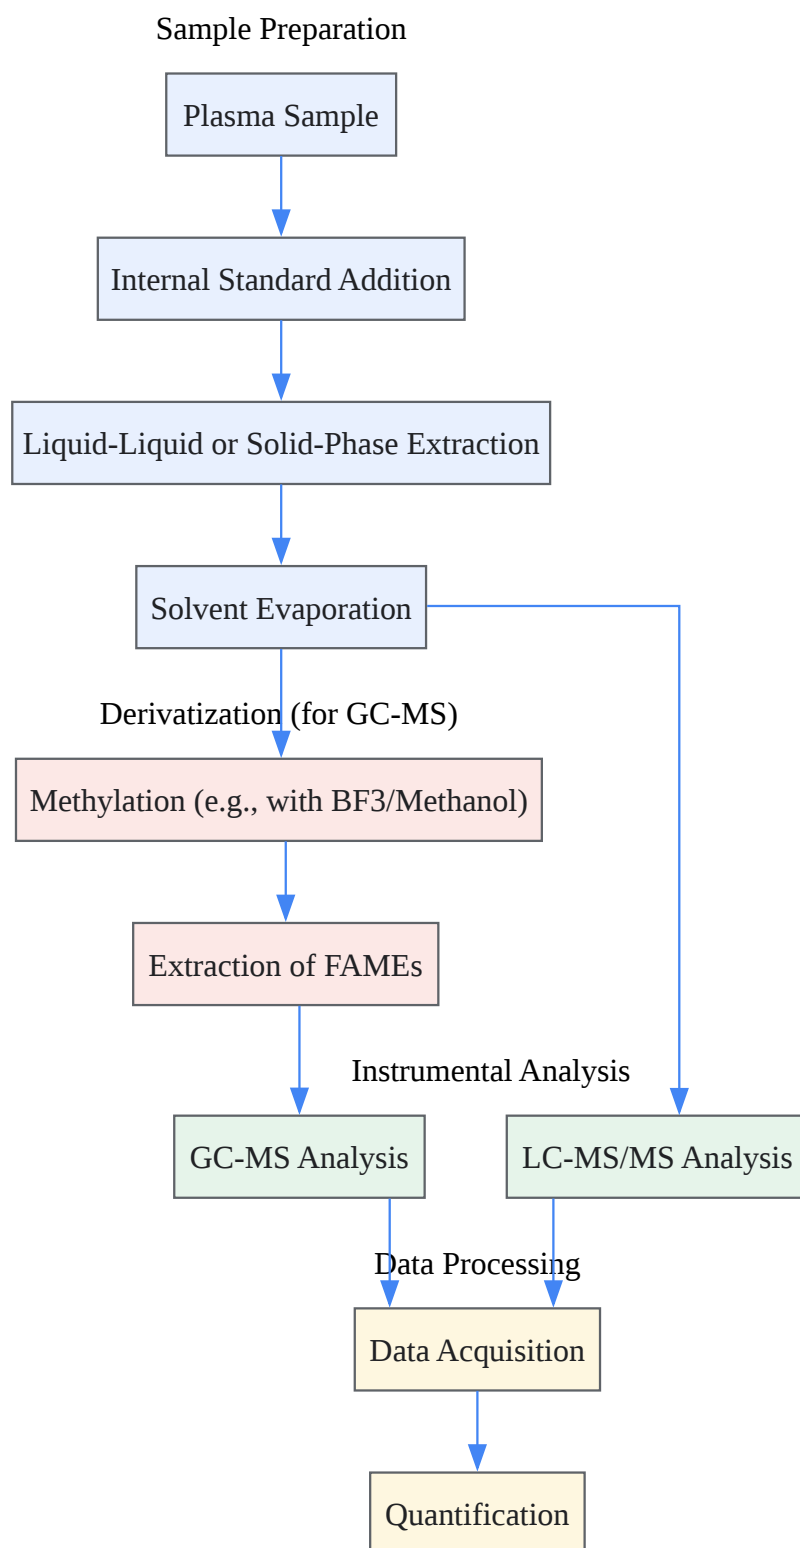 Sample Preparation
Plasma Sample
Internal Standard Addition
Liquid-Liquid or Solid-Phase Extraction
Solvent Evaporation
Derivatization (for GC-MS)
Methylation (e.g., with BF3/Methanol)
Extraction of FAMEs
Instrumental Analysis
GC-MS Analysis
LC-MS/MS Analysis
Data Processing
Data Acquisition
Quantification